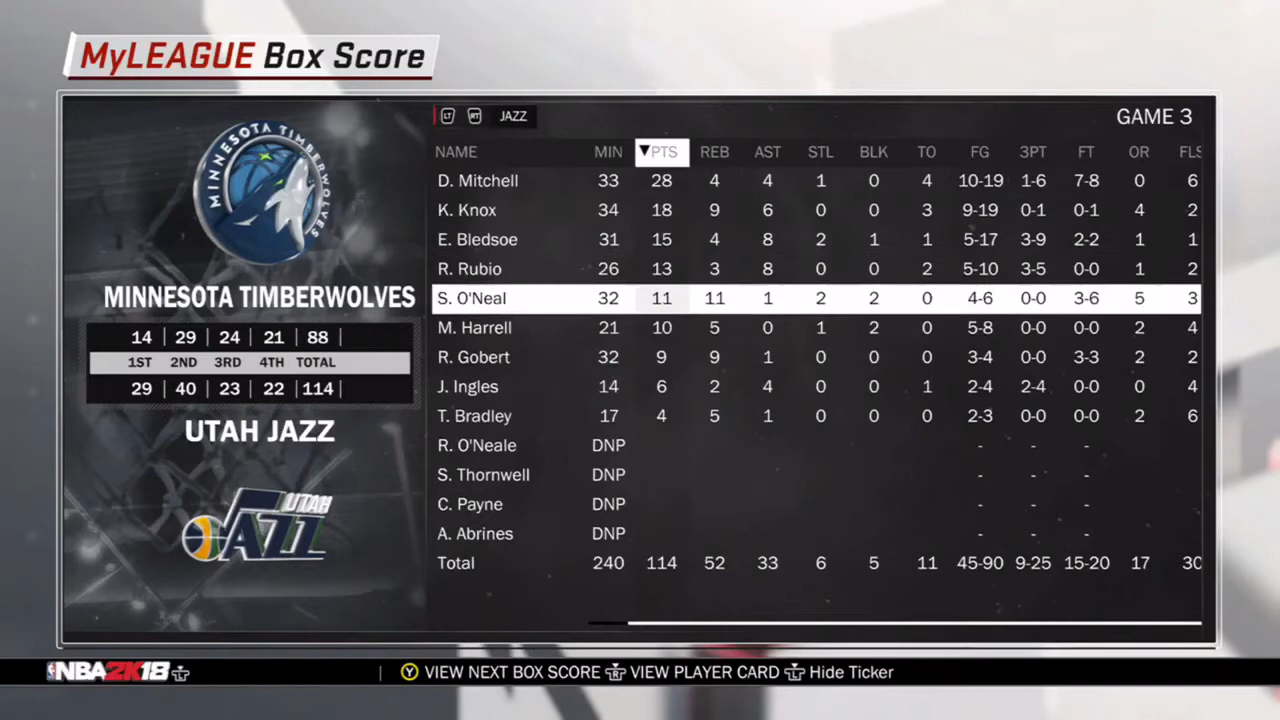 MyLEAGUE Box Score
LT RT JAZZ GAME 3
MINNESOTA TIMBERWOLVES
MINNESOTA TIMBERWOLVES
14 29 24 21 88
1ST 2ND 3RD 4TH TOTAL
29 40 23 22 114
UTAH JAZZ
UTAH JAZZ
NAME MIN PTS REB AST STL BLK TO FG 3PT FT OR FLS
D. Mitchell 33 28 4 4 1 0 4 10-19 1-6 7-8 0 6
K. Knox 34 18 9 6 0 0 3 9-19 0-1 0-1 4 2
E. Bledsoe 31 15 4 8 2 1 1 5-17 3-9 2-2 1 1
R. Rubio 26 13 3 8 0 0 2 5-10 3-5 0-0 1 2
S. O'Neal 32 11 11 1 2 2 0 4-6 0-0 3-6 5 3
M. Harrell 21 10 5 0 1 2 0 5-8 0-0 0-0 2 4
R. Gobert 32 9 9 1 0 0 0 3-4 0-0 3-3 2 2
J. Ingles 14 6 2 4 0 0 1 2-4 2-4 0-0 0 4
T. Bradley 17 4 5 1 0 0 0 2-3 0-0 0-0 2 6
R. O'Neale DNP - - -
S. Thornwell DNP - - -
C. Payne DNP - - -
A. Abrines DNP - - -
Total 240 114 52 33 6 5 11 45-90 9-25 15-20 17 30
NBA2K18 L Y VIEW NEXT BOX SCORE R VIEW PLAYER CARD L Hide Ticker